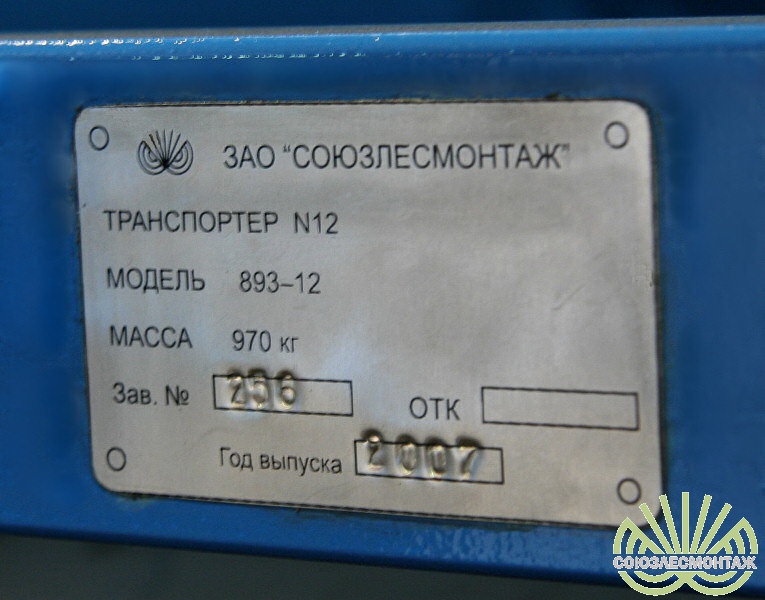 ЗАО "СОЮЗЛЕСМОНТАЖ"
ТРАНСПОРТЕР N12
МОДЕЛЬ 893-12
МАССА 970 кг
Зав. № 256 ОТК
Год выпуска 2007
СОЮЗЛЕСМОНТАЖ